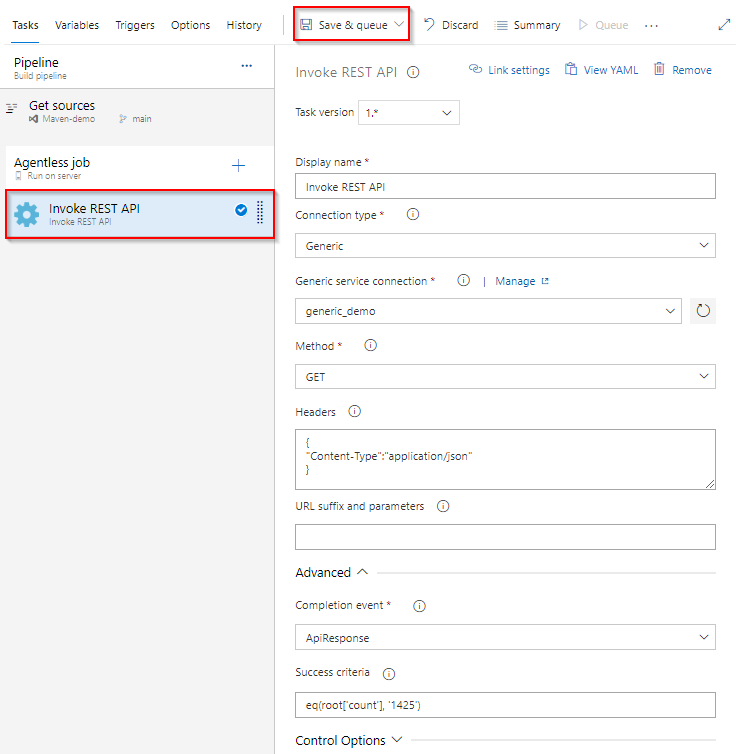 Tasks Variables Triggers Options History Save & queue Discard Summary Queue ...
Pipeline ...
Build pipeline
Get sources
Maven-demo main
Agentless job
Run on server
Invoke REST API
Invoke REST API
Invoke REST API Link settings View YAML Remove
Task version 1.*
Display name *
Invoke REST API
Connection type *
Generic
Generic service connection * | Manage
generic_demo
Method *
GET
Headers
{
"Content-Type":"application/json"
}
URL suffix and parameters
Advanced
Completion event *
ApiResponse
Success criteria
eq(root['count'], '1425')
Control Options